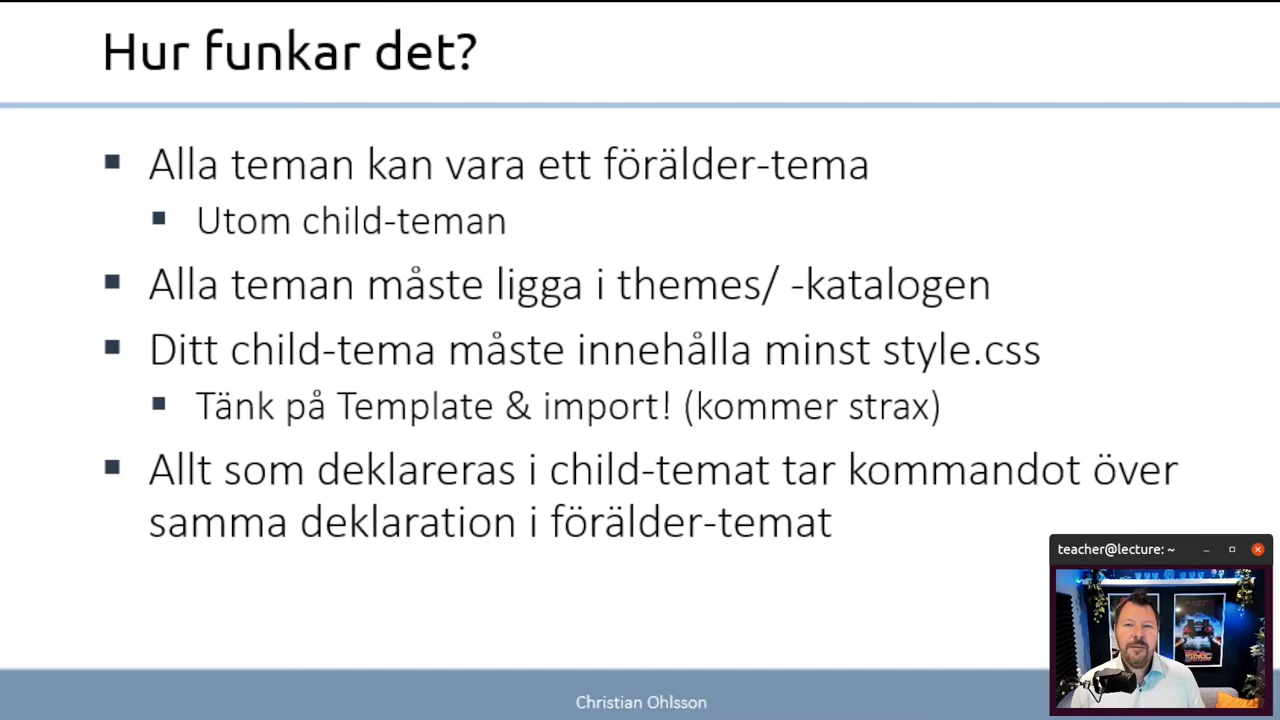 Hur funkar det?
Alla teman kan vara ett förälder-tema
Utom child-teman
Alla teman måste ligga i themes/ -katalogen
Ditt child-tema måste innehålla minst style.css
Tänk på Template & import! (kommer strax)
Allt som deklareras i child-temat tar kommandot över
samma deklaration i förälder-temat
teacher@lecture: ~
Christian Ohlsson